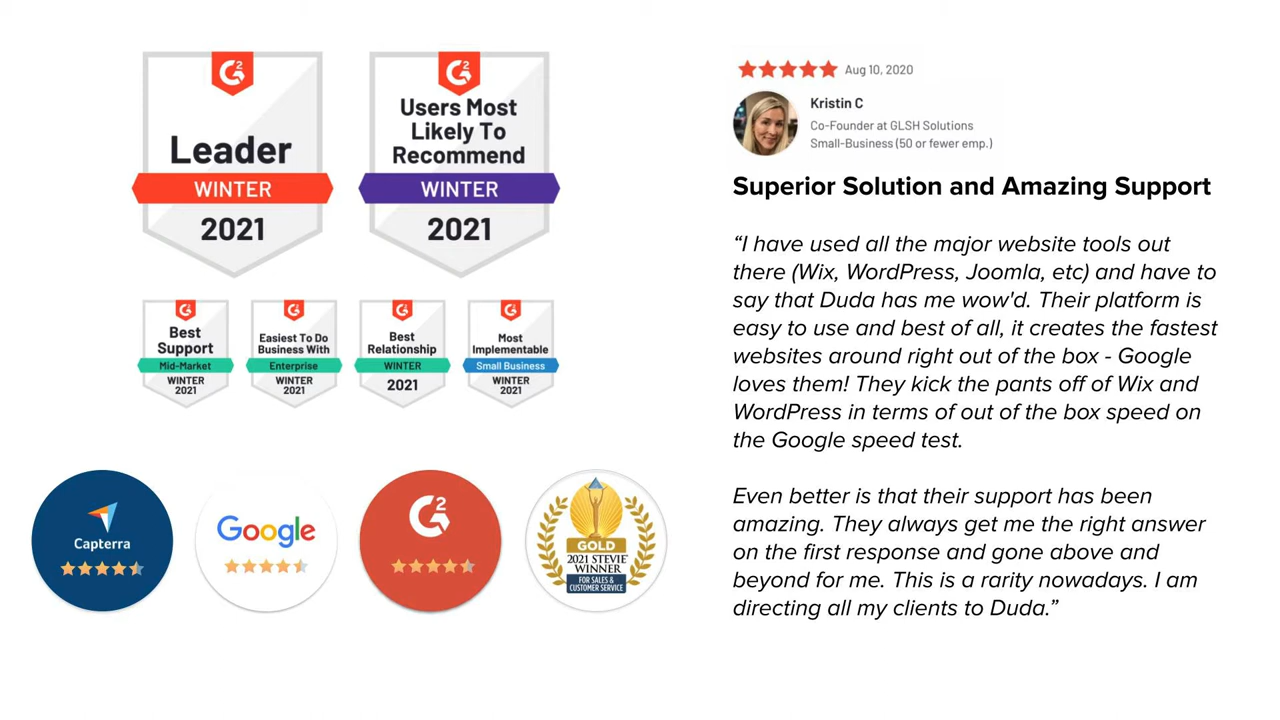 Leader
WINTER
2021
Users Most
Likely To
Recommend
WINTER
2021
Best
Support
Mid-Market
WINTER
2021
Easiest To Do
Business With
Enterprise
WINTER
2021
Best
Relationship
WINTER
2021
Most
Implementable
Small Business
WINTER
2021
Capterra
Google
G2
GOLD
2021 STEVIE®
WINNER
FOR SALES &
CUSTOMER SERVICE
Aug 10, 2020
Kristin C
Co-Founder at GLSH Solutions
Small-Business (50 or fewer emp.)
Superior Solution and Amazing Support
“I have used all the major website tools out
there (Wix, WordPress, Joomla, etc) and have to
say that Duda has me wow'd. Their platform is
easy to use and best of all, it creates the fastest
websites around right out of the box - Google
loves them! They kick the pants off of Wix and
WordPress in terms of out of the box speed on
the Google speed test.
Even better is that their support has been
amazing. They always get me the right answer
on the first response and gone above and
beyond for me. This is a rarity nowadays. I am
directing all my clients to Duda.”